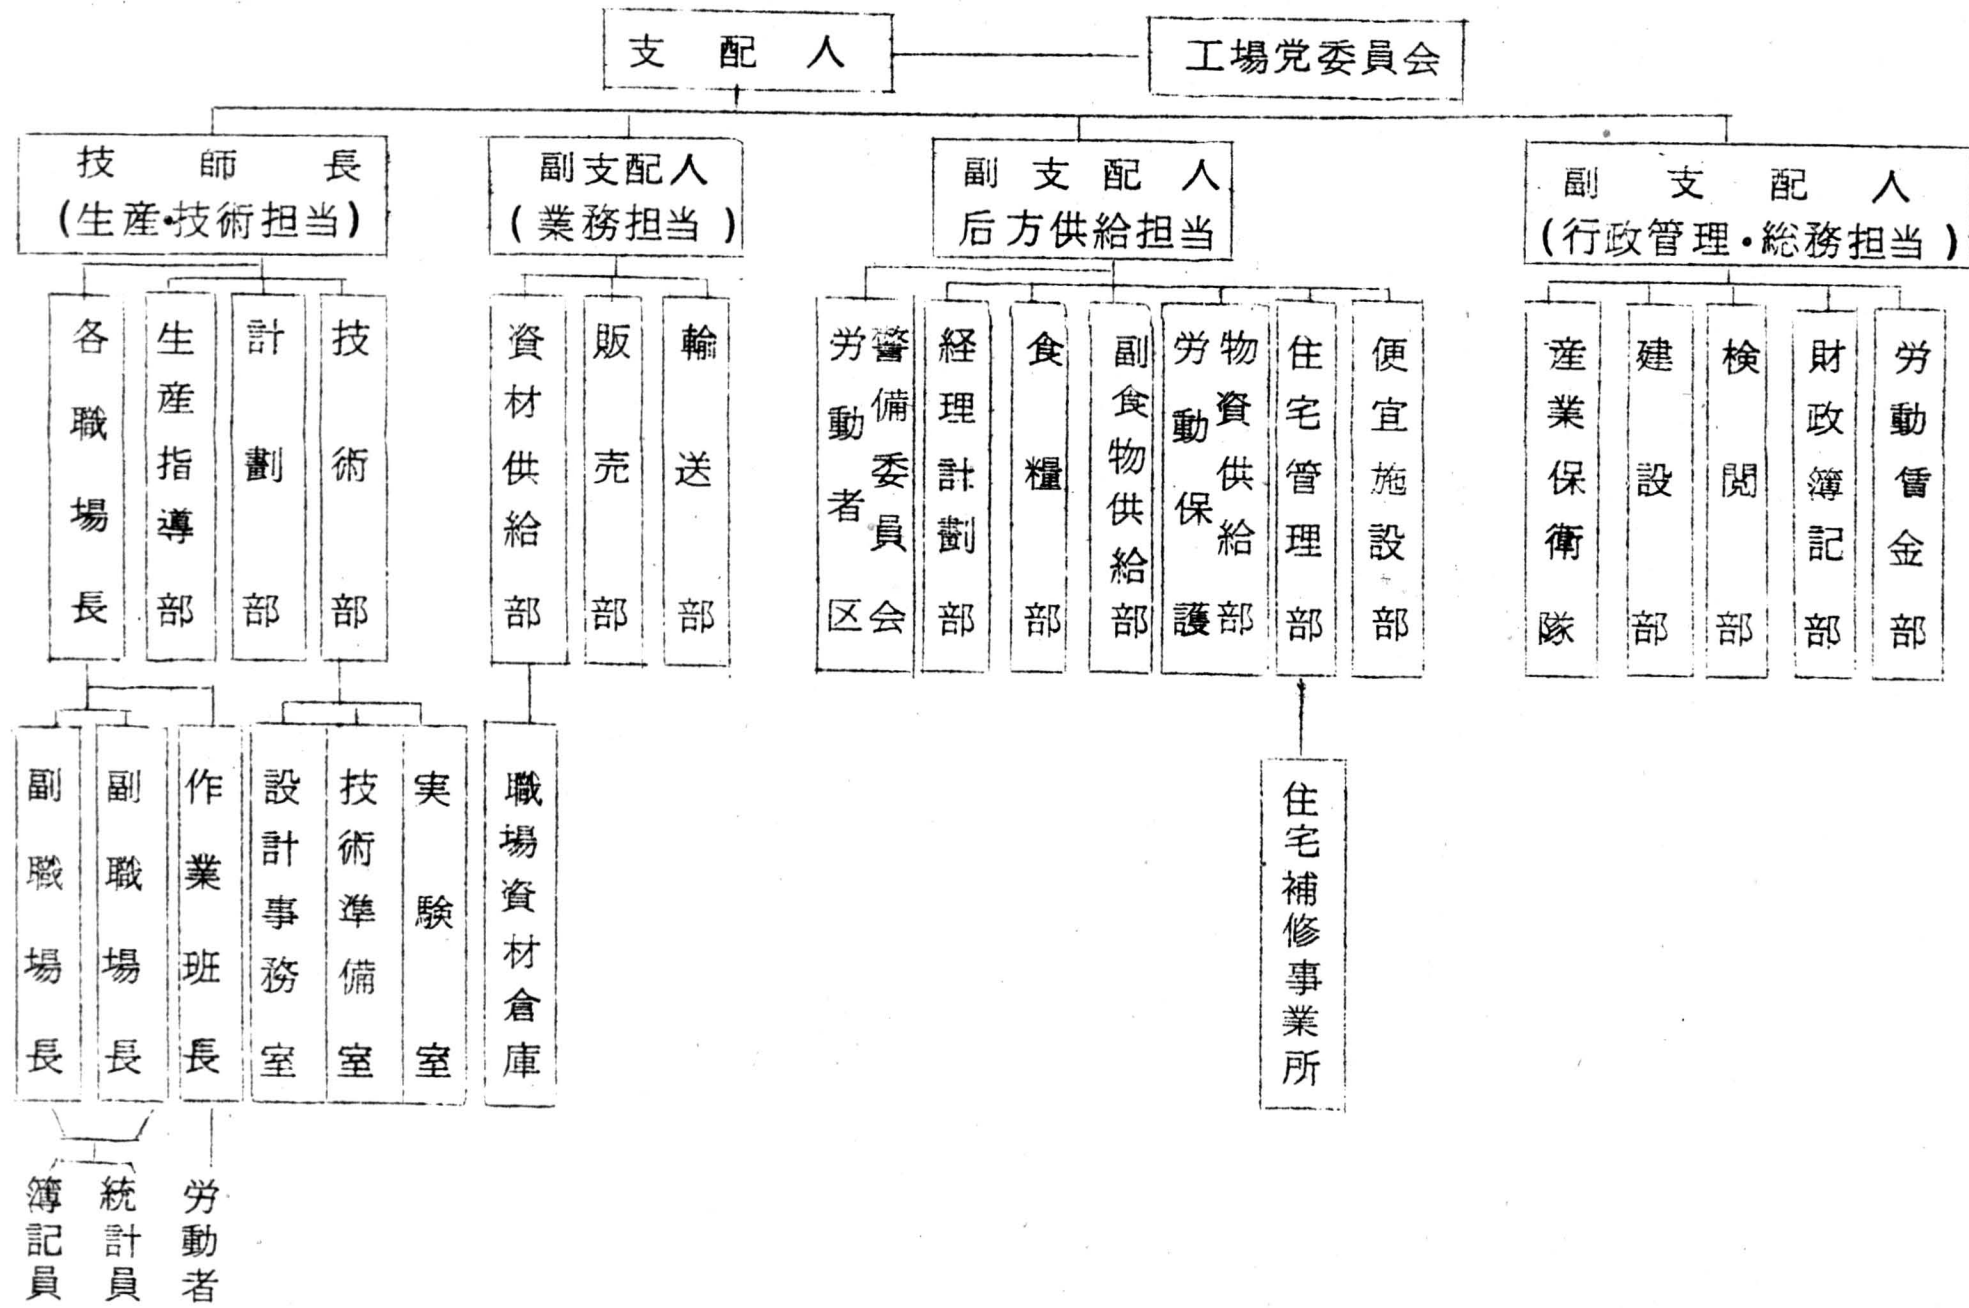 支配人
工場党委員会
技師長
(生産・技術担当)
副支配人
(業務担当)
副支配人
后方供給担当
副支配人
(行政管理・総務担当)
各職場長
生産指導部
計劃部
技術部
資材供給部
販売部
輸送部
労動者区
警備委員会
経理計劃部
食糧部
副食物供給部
労動保護
物資供給部
住宅管理部
便宜施設部
産業保衛隊
建設部
検閲部
財政簿記部
労動賃金部
副職場長
副職場長
作業班長
設計事務室
技術準備室
実験室
職場資材倉庫
住宅補修事業所
簿記員
統計員
労動者